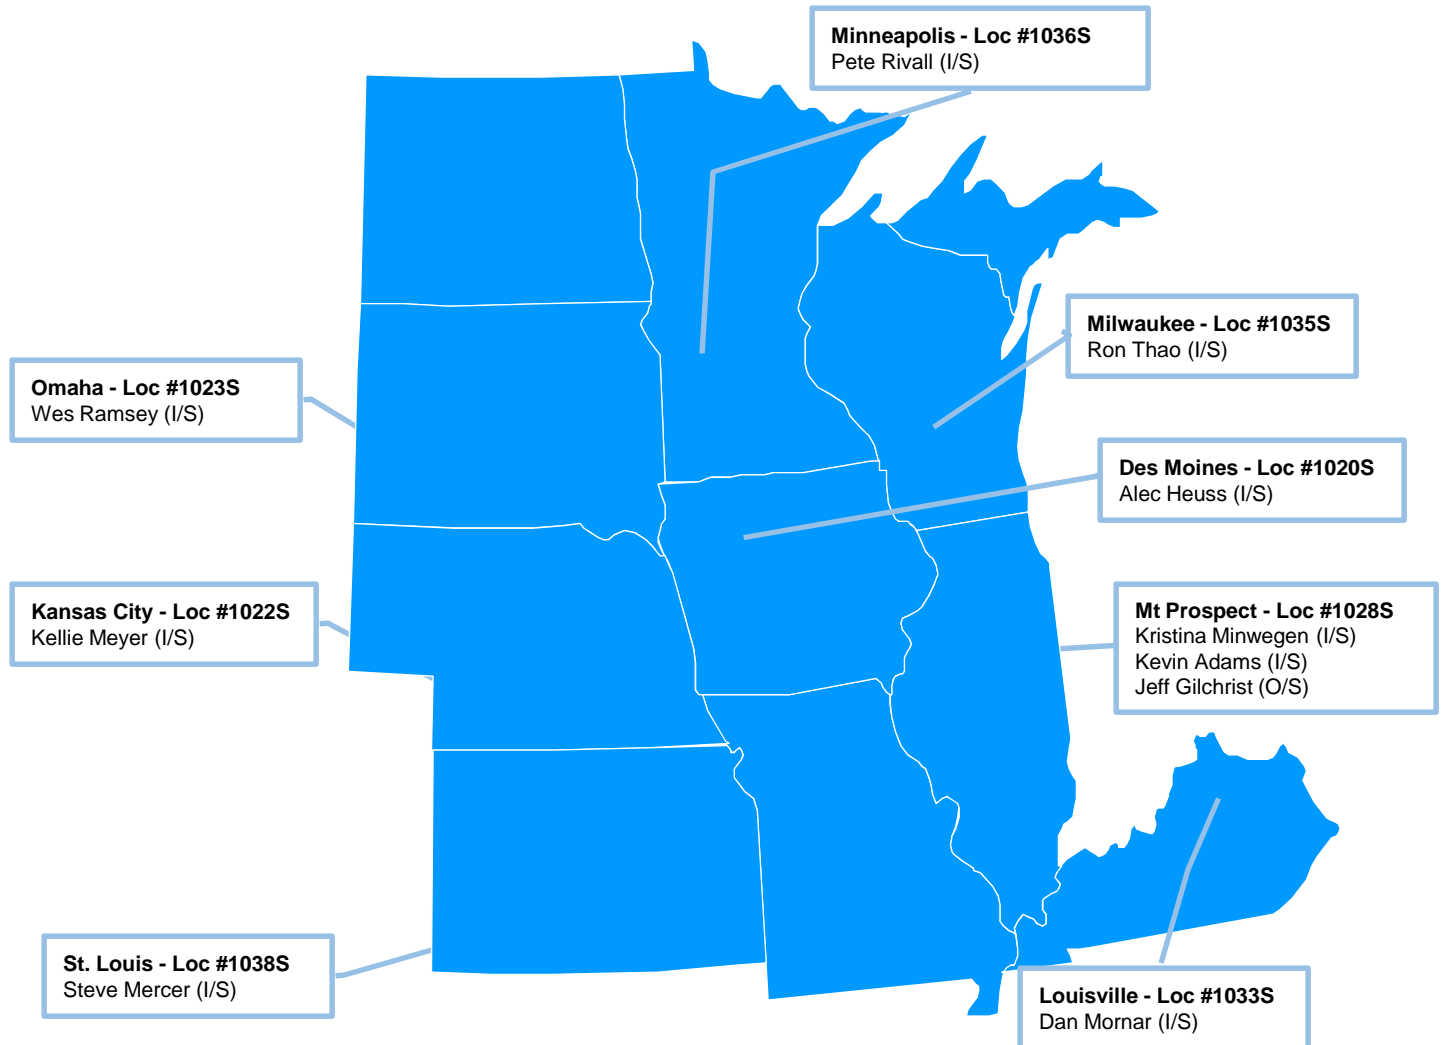 Minneapolis - Loc #1036S
Pete Rivall (I/S)
Milwaukee - Loc #1035S
Ron Thao (I/S)
Omaha - Loc #1023S
Wes Ramsey (I/S)
Des Moines - Loc #1020S
Alec Heuss (I/S)
Kansas City - Loc #1022S
Kellie Meyer (I/S)
Mt Prospect - Loc #1028S
Kristina Minwegen (I/S)
Kevin Adams (I/S)
Jeff Gilchrist (O/S)
St. Louis - Loc #1038S
Steve Mercer (I/S)
Louisville - Loc #1033S
Dan Mornar (I/S)